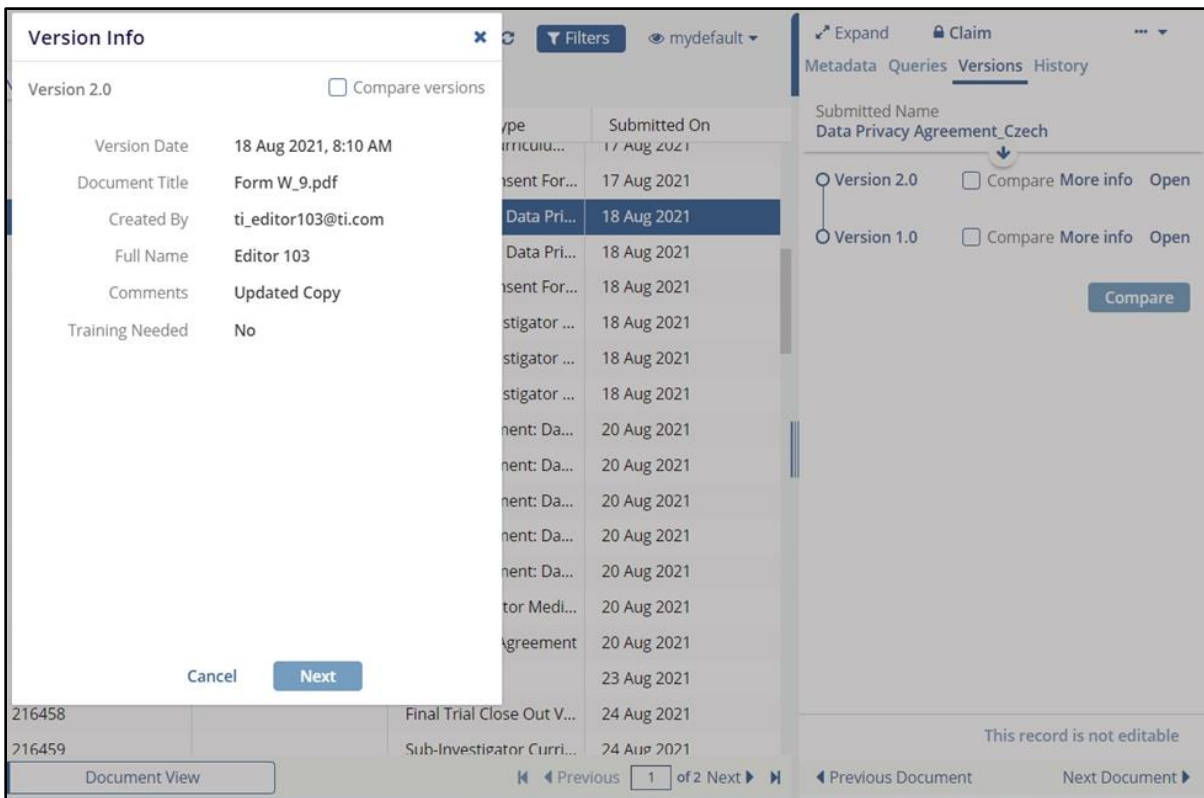 Version Info
Version 2.0 Compare versions
Version Date 18 Aug 2021, 8:10 AM
Document Title Form W_9.pdf
Created By ti_editor103@ti.com
Full Name Editor 103
Comments Updated Copy
Training Needed No
Cancel Next
Filters mydefault
Submitted On
17 Aug 2021
17 Aug 2021
Data Pri... 18 Aug 2021
Data Pri... 18 Aug 2021
18 Aug 2021
18 Aug 2021
18 Aug 2021
18 Aug 2021
20 Aug 2021
20 Aug 2021
20 Aug 2021
20 Aug 2021
20 Aug 2021
20 Aug 2021
Agreement 20 Aug 2021
23 Aug 2021
216458 Final Trial Close Out V... 24 Aug 2021
216459 Sub-Investigator Curri... 24 Aug 2021
Document View Previous 1 of 2 Next
Expand Claim ...
Metadata Queries Versions History
Submitted Name
Data Privacy Agreement_Czech
Version 2.0 Compare More info Open
Version 1.0 Compare More info Open
Compare
This record is not editable
Previous Document Next Document